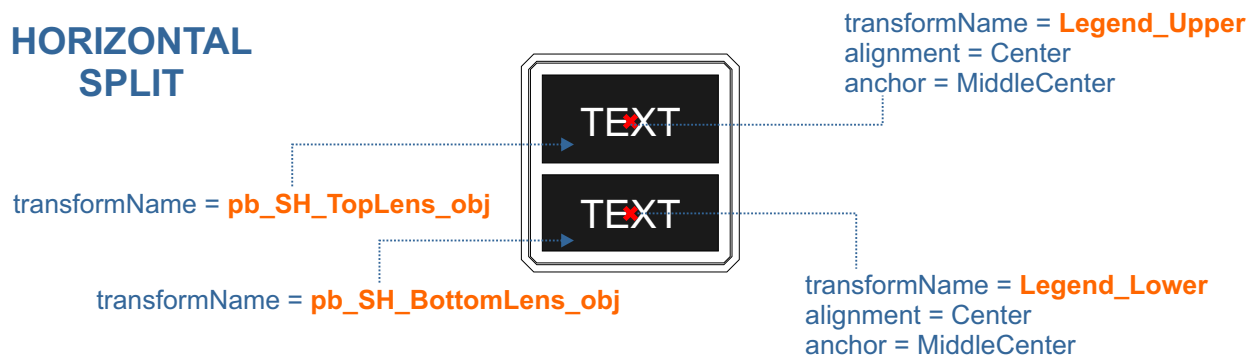 HORIZONTAL
SPLIT
transformName = Legend_Upper
alignment = Center
anchor = MiddleCenter
TEXT
transformName = pb_SH_TopLens_obj
TEXT
transformName = pb_SH_BottomLens_obj
transformName = Legend_Lower
alignment = Center
anchor = MiddleCenter